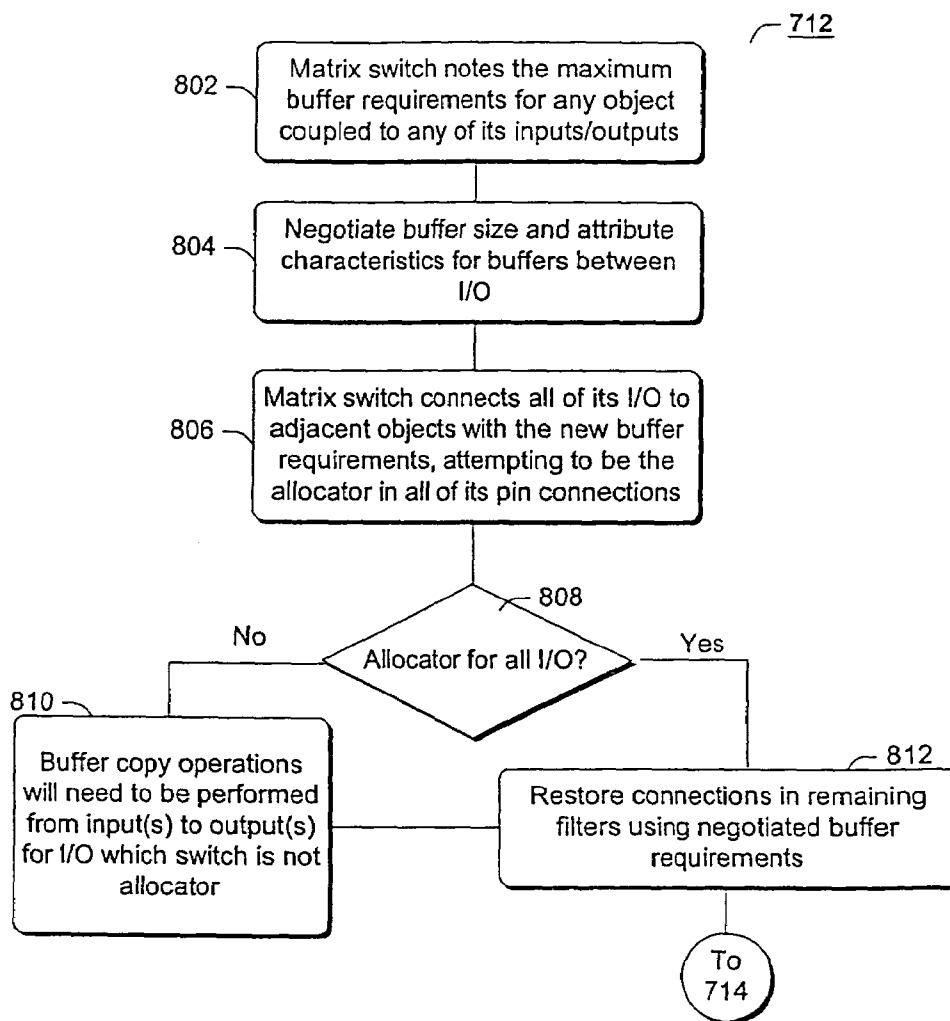 712
802
Matrix switch notes the maximum
buffer requirements for any object
coupled to any of its inputs/outputs
804
Negotiate buffer size and attribute
characteristics for buffers between
I/O
806
Matrix switch connects all of its I/O to
adjacent objects with the new buffer
requirements, attempting to be the
allocator in all of its pin connections
808
No
Allocator for all I/O?
Yes
810
Buffer copy operations
will need to be performed
from input(s) to output(s)
for I/O which switch is not
allocator
812
Restore connections in remaining
filters using negotiated buffer
requirements
To
714